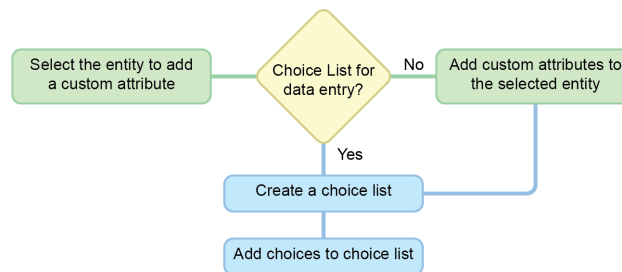 Select the entity to add
a custom attribute
Choice List for
data entry?
No
Add custom attributes to
the selected entity
Yes
Create a choice list
Add choices to choice list